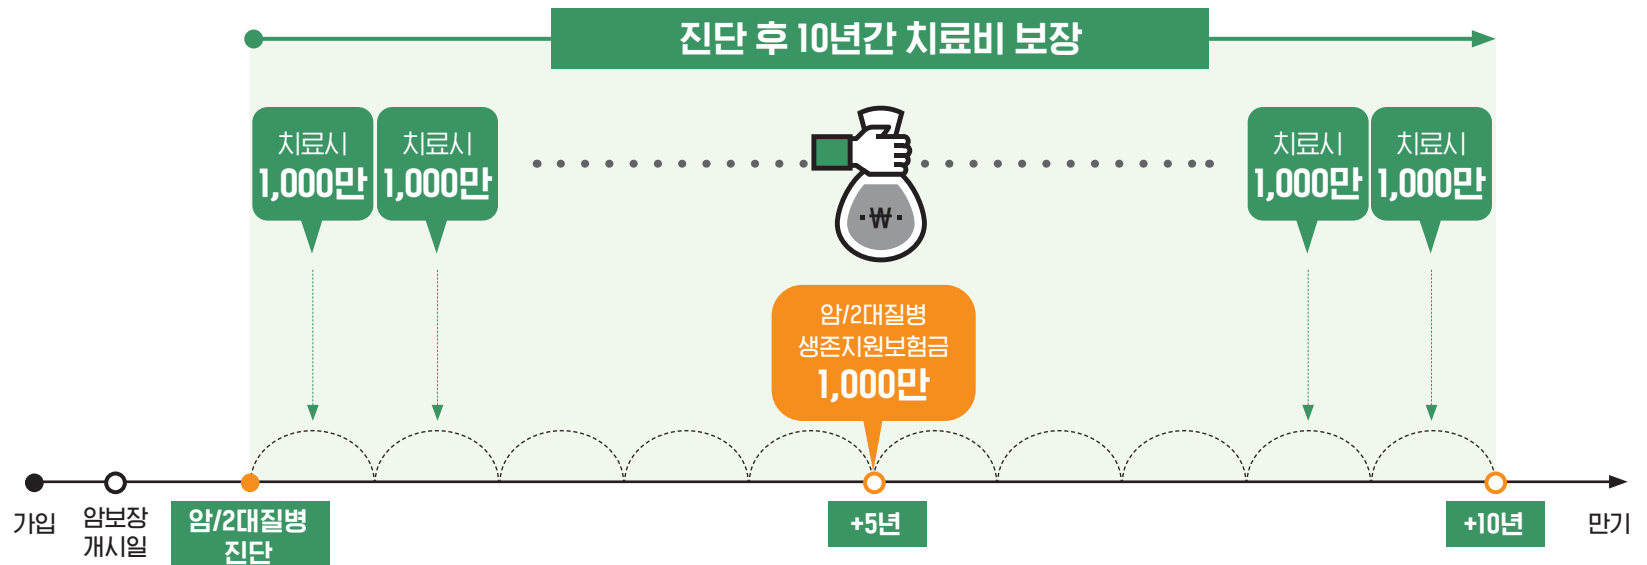 진단 후 10년간 치료비 보장
치료시
1,000만
치료시
1,000만
치료시
1,000만
치료시
1,000만
₩
암/2대질병
생존지원보험금
1,000만
가입
암보장
개시일
암/2대질병
진단
+5년
+10년
만기